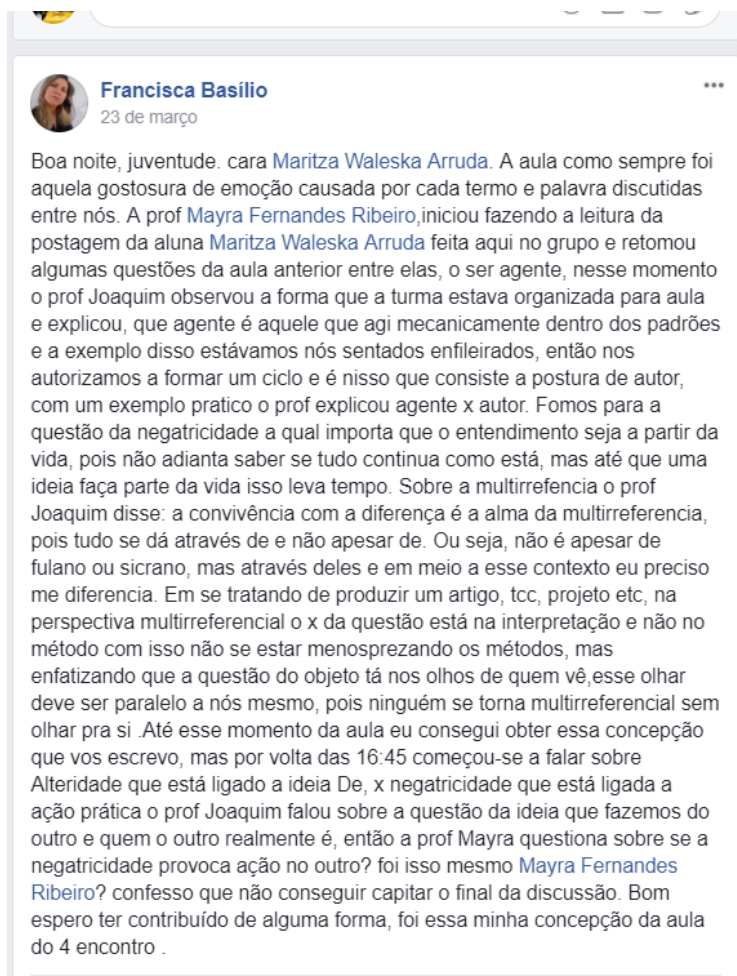 Francisca Basílio
23 de março
Boa noite, juventude. cara Maritza Waleska Arruda. A aula como sempre foi
aquela gostosura de emoção causada por cada termo e palavra discutidas
entre nós. A prof Mayra Fernandes Ribeiro,iniciou fazendo a leitura da
postagem da aluna Maritza Waleska Arruda feita aqui no grupo e retomou
algumas questões da aula anterior entre elas, o ser agente, nesse momento
o prof Joaquim observou a forma que a turma estava organizada para aula
e explicou, que agente é aquele que agi mecanicamente dentro dos padrões
e a exemplo disso estávamos nós sentados enfileirados, então nos
autorizamos a formar um ciclo e é nisso que consiste a postura de autor,
com um exemplo pratico o prof explicou agente x autor. Fomos para a
questão da negatricidade a qual importa que o entendimento seja a partir da
vida, pois não adianta saber se tudo continua como está, mas até que uma
ideia faça parte da vida isso leva tempo. Sobre a multirrefencia o prof
Joaquim disse: a convivência com a diferença é a alma da multirreferencia,
pois tudo se dá através de e não apesar de. Ou seja, não é apesar de
fulano ou sicrano, mas através deles e em meio a esse contexto eu preciso
me diferencia. Em se tratando de produzir um artigo, tcc, projeto etc, na
perspectiva multirreferencial o x da questão está na interpretação e não no
método com isso não se estar menosprezando os métodos, mas
enfatizando que a questão do objeto tá nos olhos de quem vê,esse olhar
deve ser paralelo a nós mesmo, pois ninguém se torna multirreferencial sem
olhar pra si .Até esse momento da aula eu consegui obter essa concepção
que vos escrevo, mas por volta das 16:45 começou-se a falar sobre
Alteridade que está ligado a ideia De, x negatricidade que está ligada a
ação prática o prof Joaquim falou sobre a questão da ideia que fazemos do
outro e quem o outro realmente é, então a prof Mayra questiona sobre se a
negatricidade provoca ação no outro? foi isso mesmo Mayra Fernandes
Ribeiro? confesso que não conseguir capitar o final da discussão. Bom
espero ter contribuído de alguma forma, foi essa minha concepção da aula
do 4 encontro .